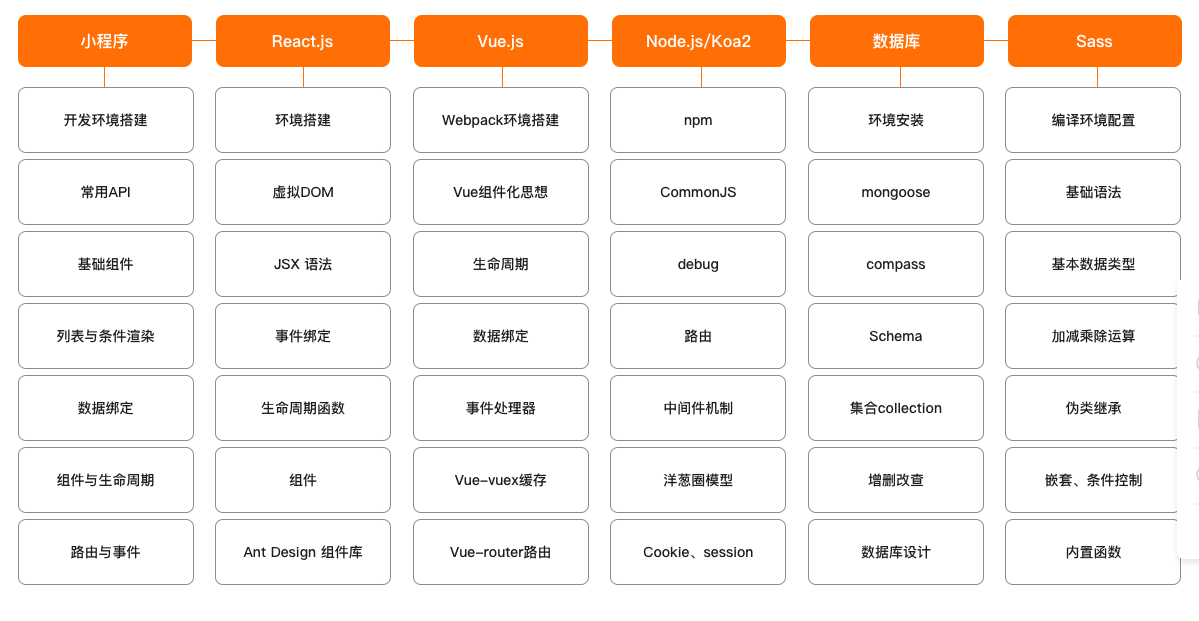 小程序
React.js
Vue.js
Node.js/Koa2
数据库
Sass
开发环境搭建
环境搭建
Webpack环境搭建
npm
环境安装
编译环境配置
常用API
虚拟DOM
Vue组件化思想
CommonJS
mongoose
基础语法
基础组件
JSX 语法
生命周期
debug
compass
基本数据类型
列表与条件渲染
事件绑定
数据绑定
路由
Schema
加减乘除运算
数据绑定
生命周期函数
事件处理器
中间件机制
集合collection
伪类继承
组件与生命周期
组件
Vue-vuex缓存
洋葱圈模型
增删改查
嵌套、条件控制
路由与事件
Ant Design 组件库
Vue-router路由
Cookie、session
数据库设计
内置函数